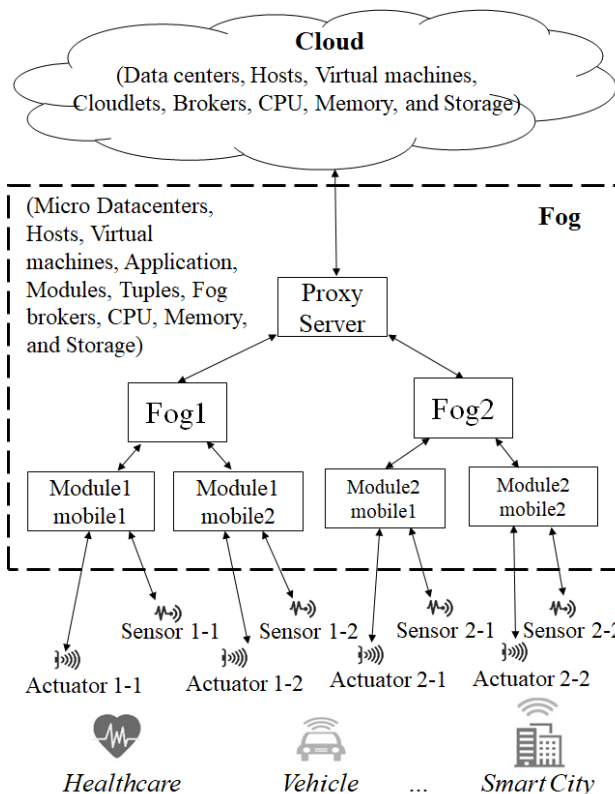 Cloud
(Data centers, Hosts, Virtual machines,
Cloudlets, Brokers, CPU, Memory, and Storage)
(Micro Datacenters,
Hosts, Virtual
machines, Application,
Modules, Tuples, Fog
brokers, CPU, Memory,
and Storage)
Fog
Proxy
Server
Fog1
Fog2
Module1
mobile1
Module1
mobile2
Module2
mobile1
Module2
mobile2
Sensor 1-1
Sensor 1-2
Sensor 2-1
Sensor 2-2
Actuator 1-1
Actuator 1-2
Actuator 2-1
Actuator 2-2
Healthcare
Vehicle
...
Smart City